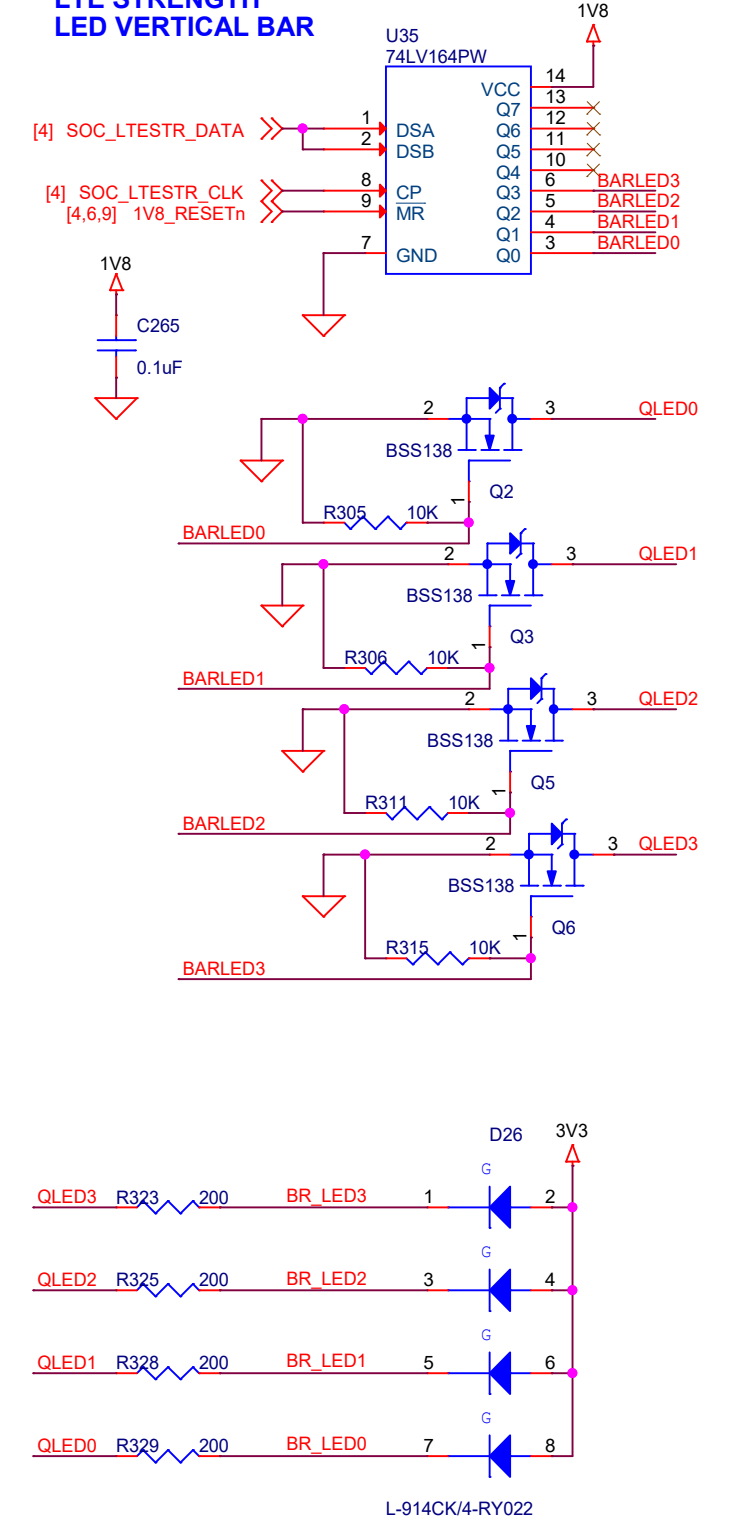 LTE STRENGTH
LED VERTICAL BAR
1V8
U35
74LV164PW
14
VCC
13
Q7
12
Q6
11
Q5
10
Q4
6
Q3
BARLED3
5
Q2
BARLED2
4
Q1
BARLED1
3
Q0
BARLED0
[4] SOC_LTESTR_DATA
1
DSA
2
DSB
[4] SOC_LTESTR_CLK
8
CP
[4,6,9] 1V8_RESETn
9
MR
7
GND
1V8
C265
0.1uF
2
3
QLED0
BSS138
1
Q2
R305
10K
BARLED0
2
3
QLED1
BSS138
1
Q3
R306
10K
BARLED1
2
3
QLED2
BSS138
1
Q5
R311
10K
BARLED2
2
3
QLED3
BSS138
1
Q6
R315
10K
BARLED3
D26
3V3
G
QLED3
R323
200
BR_LED3
1
2
G
QLED2
R325
200
BR_LED2
3
4
G
QLED1
R328
200
BR_LED1
5
6
G
QLED0
R329
200
BR_LED0
7
8
L-914CK/4-RY022